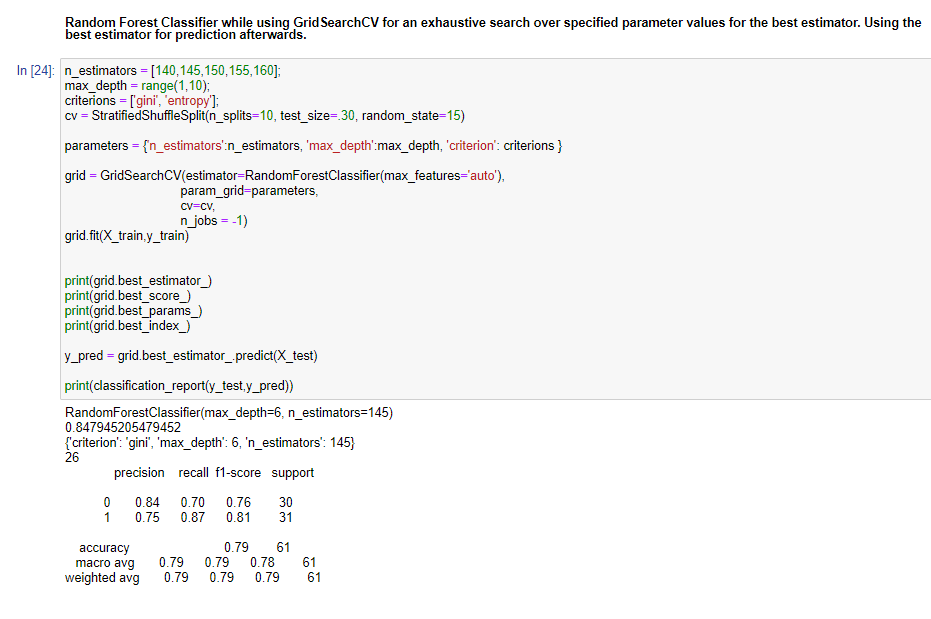 Random Forest Classifier while using GridSearchCV for an exhaustive search over specified parameter values for the best estimator. Using the
best estimator for prediction afterwards.
In [24]:
n_estimators = [140,145,150,155,160];
max_depth = range(1,10);
criterions = ['gini', 'entropy'];
cv = StratifiedShuffleSplit(n_splits=10, test_size=.30, random_state=15)
parameters = {'n_estimators':n_estimators, 'max_depth':max_depth, 'criterion': criterions }
grid = GridSearchCV(estimator=RandomForestClassifier(max_features='auto'),
param_grid=parameters,
cv=cv,
n_jobs = -1)
grid.fit(X_train,y_train)
print(grid.best_estimator_)
print(grid.best_score_)
print(grid.best_params_)
print(grid.best_index_)
y_pred = grid.best_estimator_.predict(X_test)
print(classification_report(y_test,y_pred))
RandomForestClassifier(max_depth=6, n_estimators=145)
0.847945205479452
{'criterion': 'gini', 'max_depth': 6, 'n_estimators': 145}
26
precision recall f1-score support
0 0.84 0.70 0.76 30
1 0.75 0.87 0.81 31
accuracy 0.79 61
macro avg 0.79 0.79 0.78 61
weighted avg 0.79 0.79 0.79 61